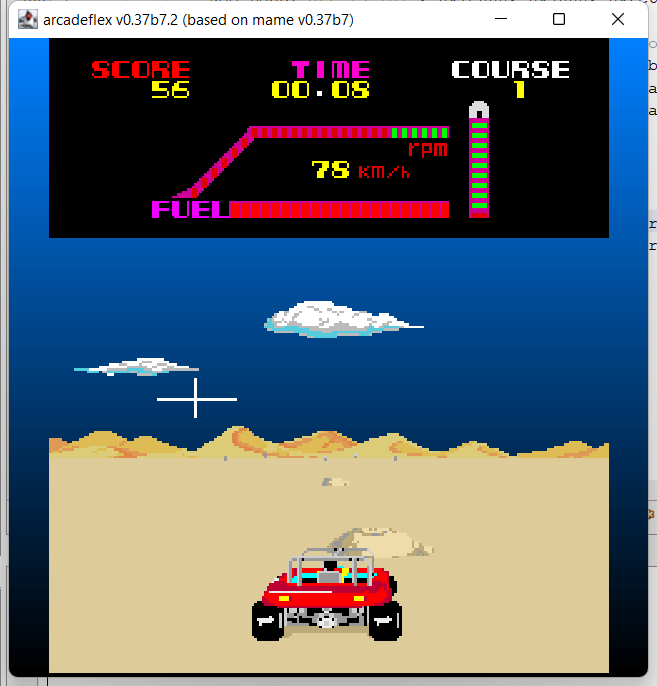 arcadeflex v0.37b7.2 (based on mame v0.37b7)
SCORE TIME COURSE
56 00.08 1
rpm
78 km/h
FUEL